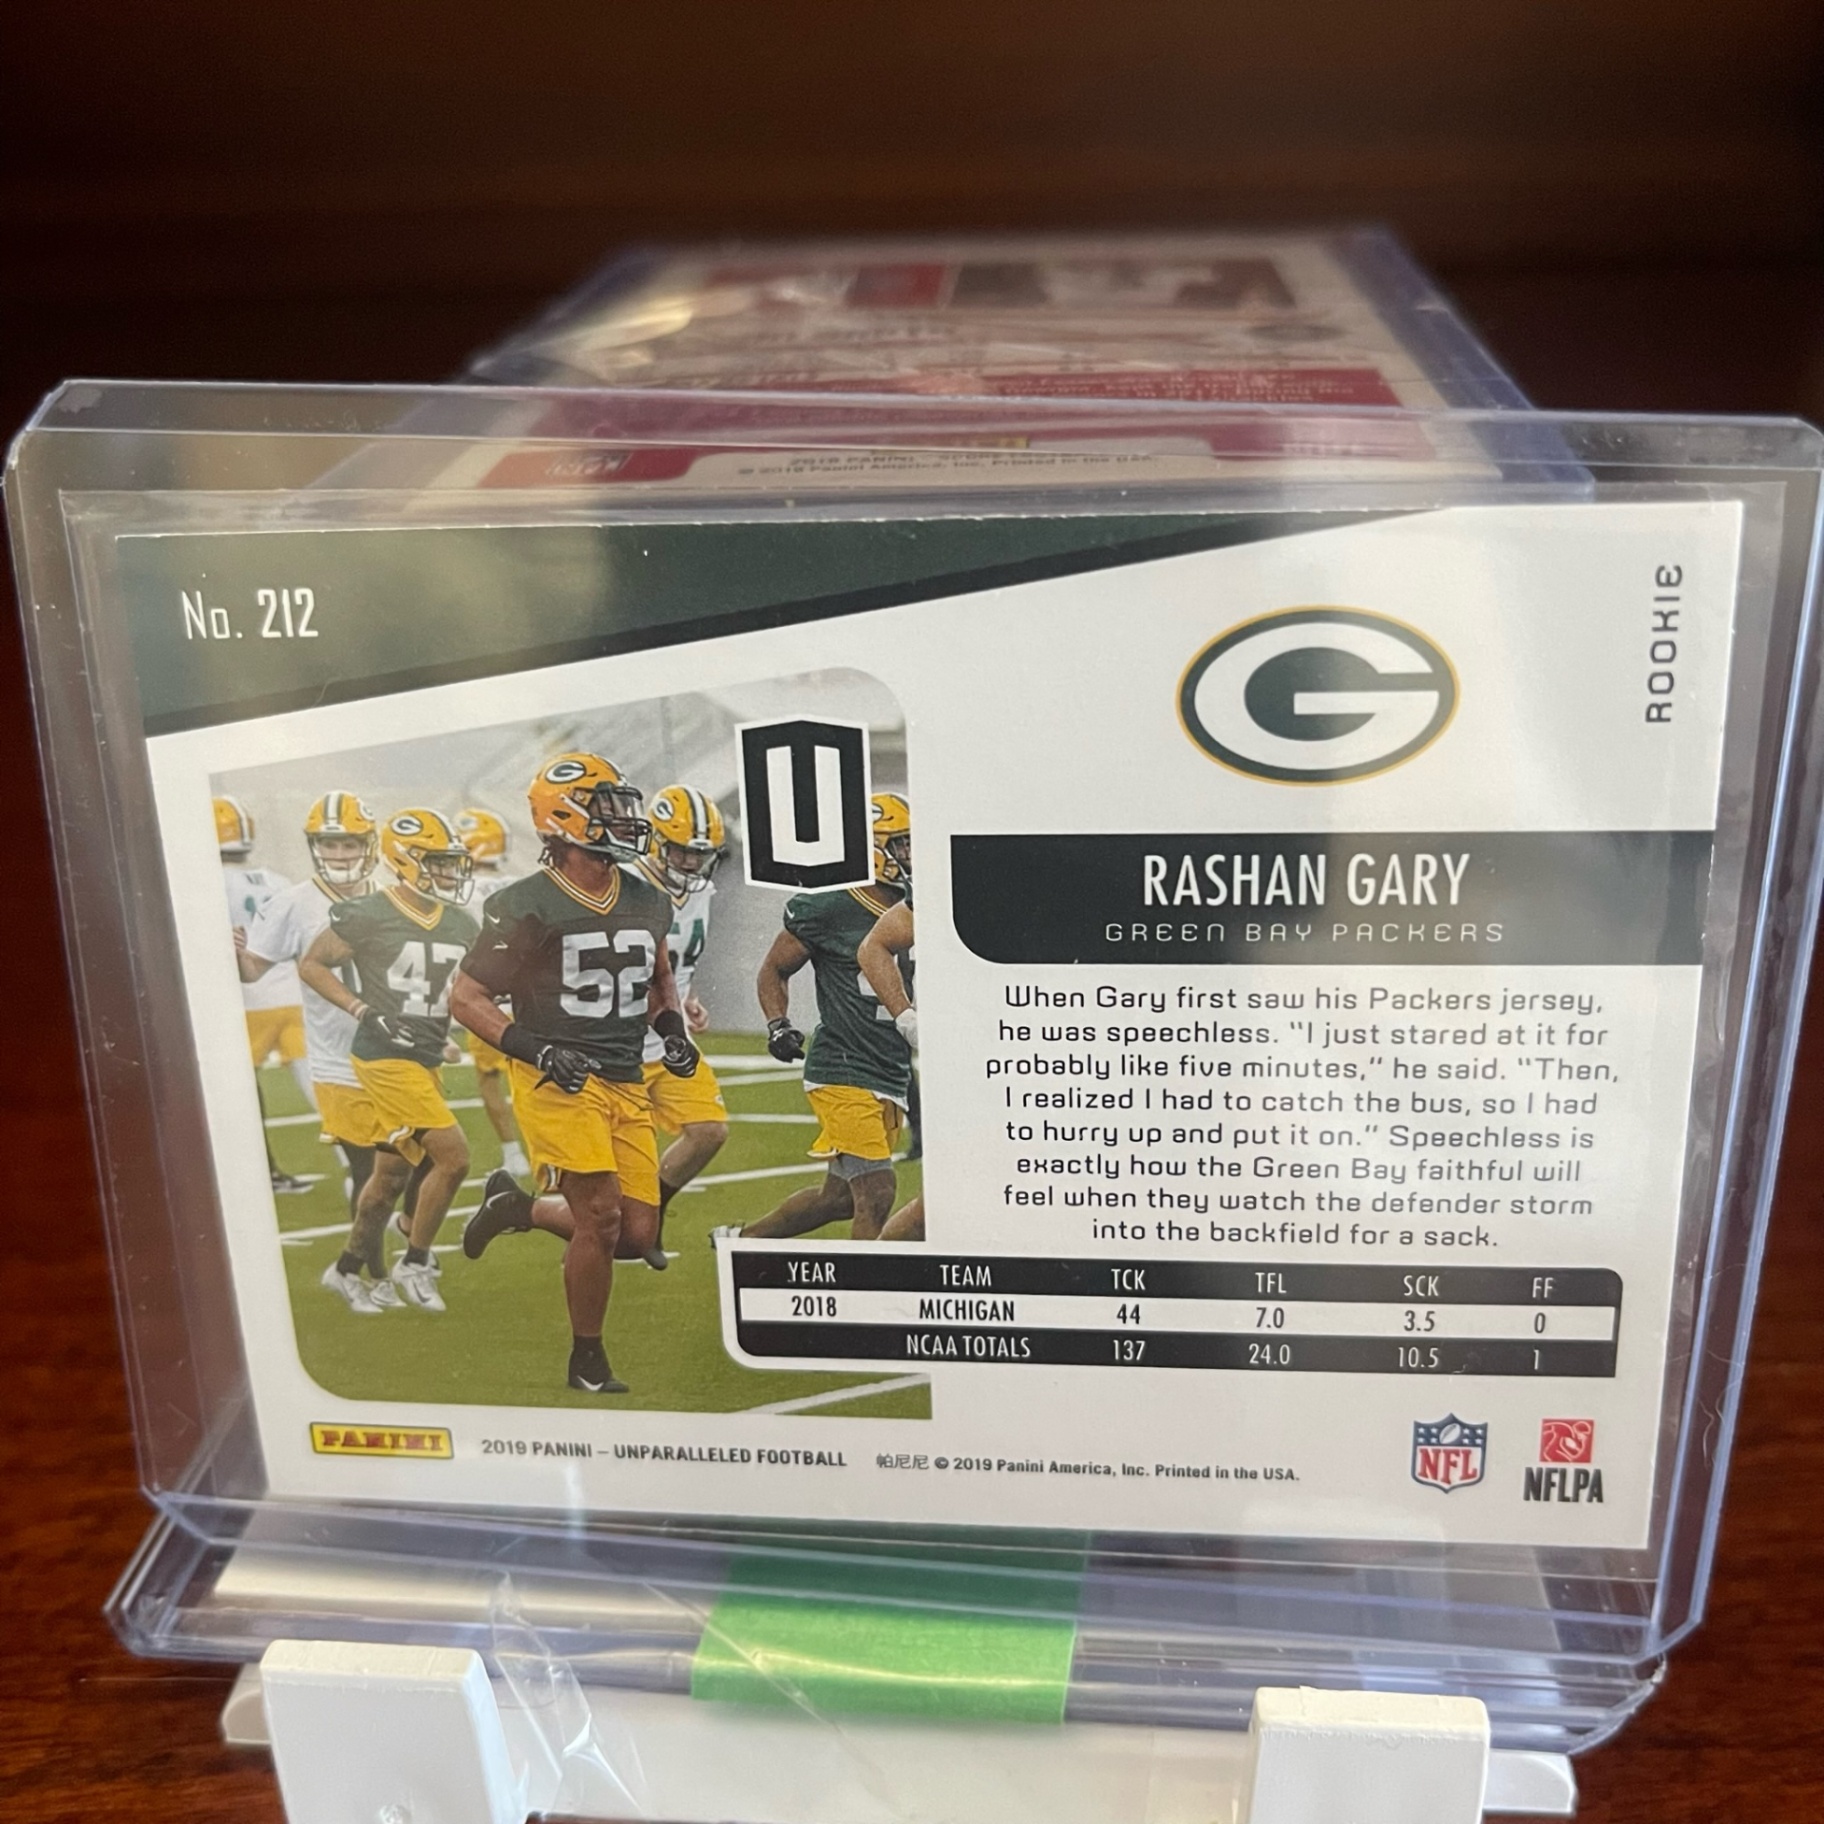 No. 212
ROOKIE
G
U
47
52
RASHAN GARY
GREEN BAY PACKERS
When Gary first saw his Packers jersey,
he was speechless. "I just stared at it for
probably like five minutes," he said. "Then,
I realized I had to catch the bus, so I had
to hurry up and put it on." Speechless is
exactly how the Green Bay faithful will
feel when they watch the defender storm
into the backfield for a sack.
YEAR TEAM TCK TFL SCK FF
2018 MICHIGAN 44 7.0 3.5 0
NCAA TOTALS 137 24.0 10.5 1
PANINI 2019 PANINI – UNPARALLELED FOOTBALL 帕尼尼 © 2019 Panini America, Inc. Printed in the USA.
NFL
NFLPA